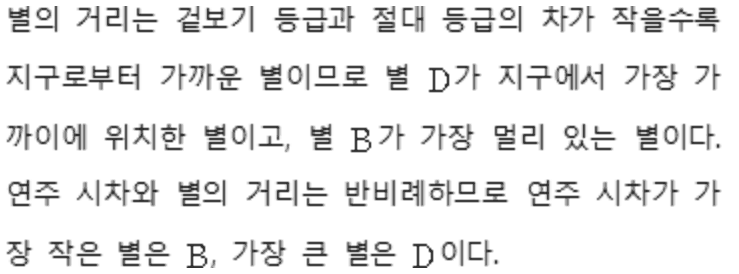 별의 거리는 겉보기 등급과 절대 등급의 차가 작을수록
지구로부터 가까운 별이므로 별 D가 지구에서 가장 가
까이에 위치한 별이고, 별 B가 가장 멀리 있는 별이다.
연주 시차와 별의 거리는 반비례하므로 연주 시차가 가
장 작은 별은 B, 가장 큰 별은 D이다.